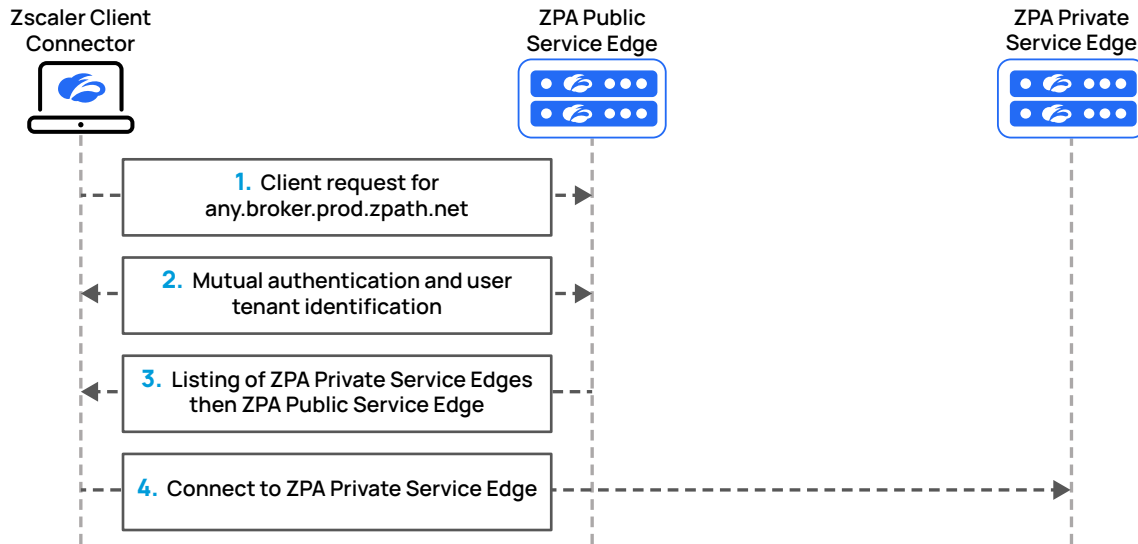 Zscaler Client
Connector
ZPA Public
Service Edge
ZPA Private
Service Edge
1. Client request for
any.broker.prod.zpath.net
2. Mutual authentication and user
tenant identification
3. Listing of ZPA Private Service Edges
then ZPA Public Service Edge
4. Connect to ZPA Private Service Edge